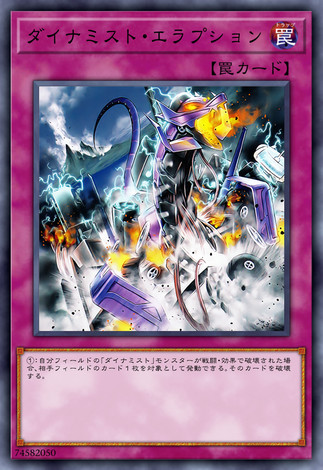 ダイナミスト・エラプション
トラップ
罠
【罠カード】
①:自分フィールドの「ダイナミスト」モンスターが戦闘・効果で破壊された場
合、相手フィールドのカード1枚を対象として発動できる。そのカードを破壊
する。
74582050